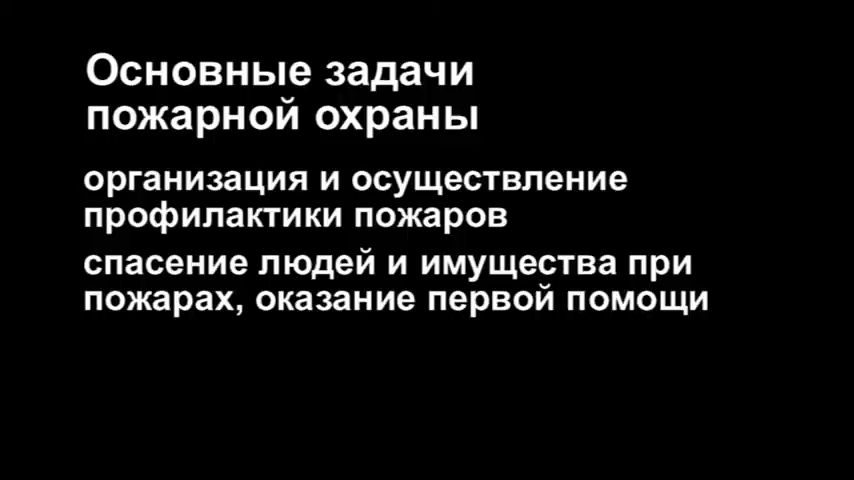 Основные задачи
пожарной охраны
организация и осуществление
профилактики пожаров
спасение людей и имущества при
пожарах, оказание первой помощи